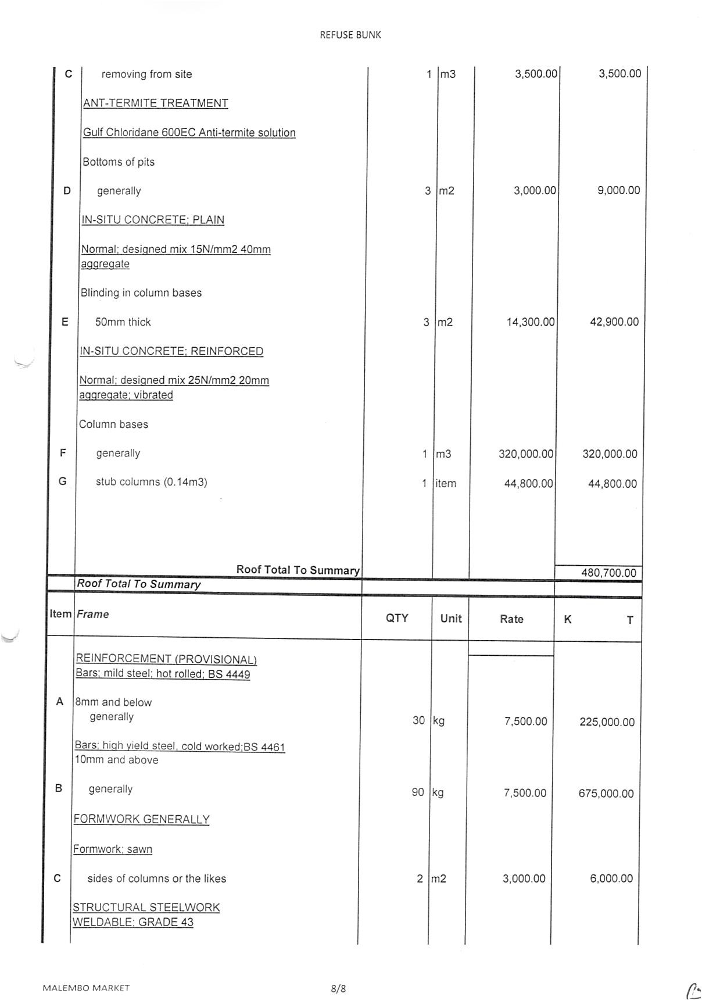 REFUSE BUNK
C removing from site 1 m3 3,500.00 3,500.00
ANT-TERMITE TREATMENT
Gulf Chloridane 600EC Anti-termite solution
Bottoms of pits
D generally 3 m2 3,000.00 9,000.00
IN-SITU CONCRETE; PLAIN
Normal; designed mix 15N/mm2 40mm
aggregate
Blinding in column bases
E 50mm thick 3 m2 14,300.00 42,900.00
IN-SITU CONCRETE; REINFORCED
Normal; designed mix 25N/mm2 20mm
aggregate; vibrated
Column bases
F generally 1 m3 320,000.00 320,000.00
G stub columns (0.14m3) 1 item 44,800.00 44,800.00
Roof Total To Summary 480,700.00
Roof Total To Summary
Item Frame QTY Unit Rate K T
REINFORCEMENT (PROVISIONAL)
Bars; mild steel; hot rolled; BS 4449
A 8mm and below
generally 30 kg 7,500.00 225,000.00
Bars; high yield steel, cold worked;BS 4461
10mm and above
B generally 90 kg 7,500.00 675,000.00
FORMWORK GENERALLY
Formwork; sawn
C sides of columns or the likes 2 m2 3,000.00 6,000.00
STRUCTURAL STEELWORK
WELDABLE; GRADE 43
MALEMBO MARKET 8/8